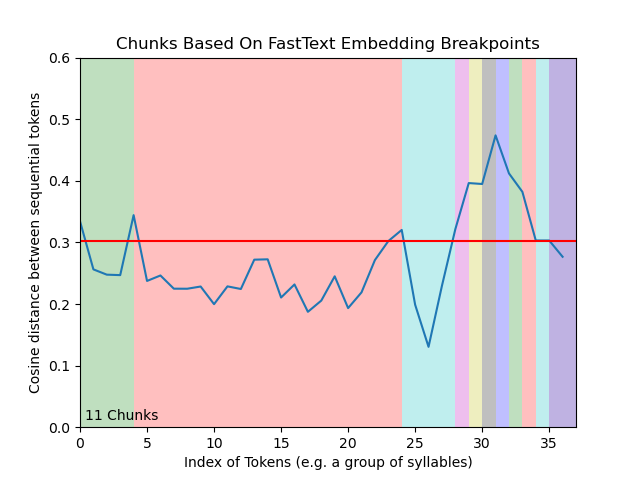 Chunks Based On FastText Embedding Breakpoints
Cosine distance between sequential tokens
0.6
0.5
0.4
0.3
0.2
0.1
0.0
11 Chunks
0 5 10 15 20 25 30 35
Index of Tokens (e.g. a group of syllables)